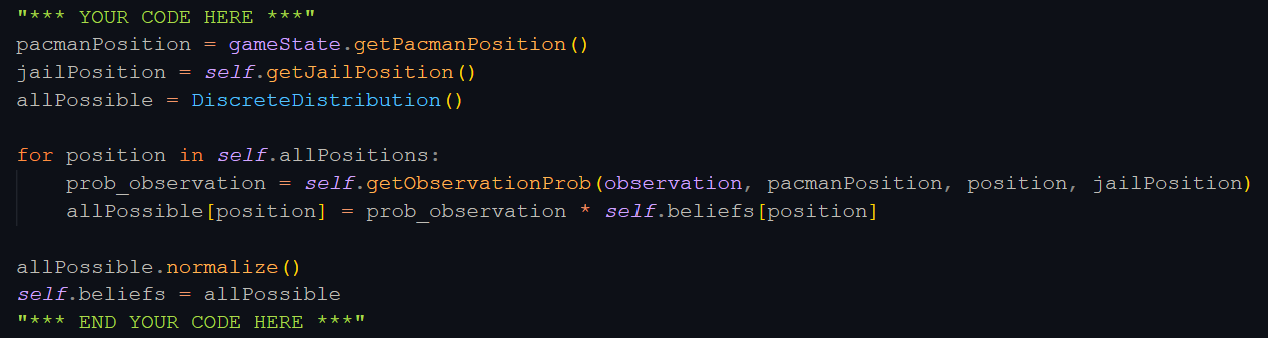 "*** YOUR CODE HERE ***"
pacmanPosition = gameState.getPacmanPosition()
jailPosition = self.getJailPosition()
allPossible = DiscreteDistribution()

for position in self.allPositions:
    prob_observation = self.getObservationProb(observation, pacmanPosition, position, jailPosition)
    allPossible[position] = prob_observation * self.beliefs[position]

allPossible.normalize()
self.beliefs = allPossible
"*** END YOUR CODE HERE ***"